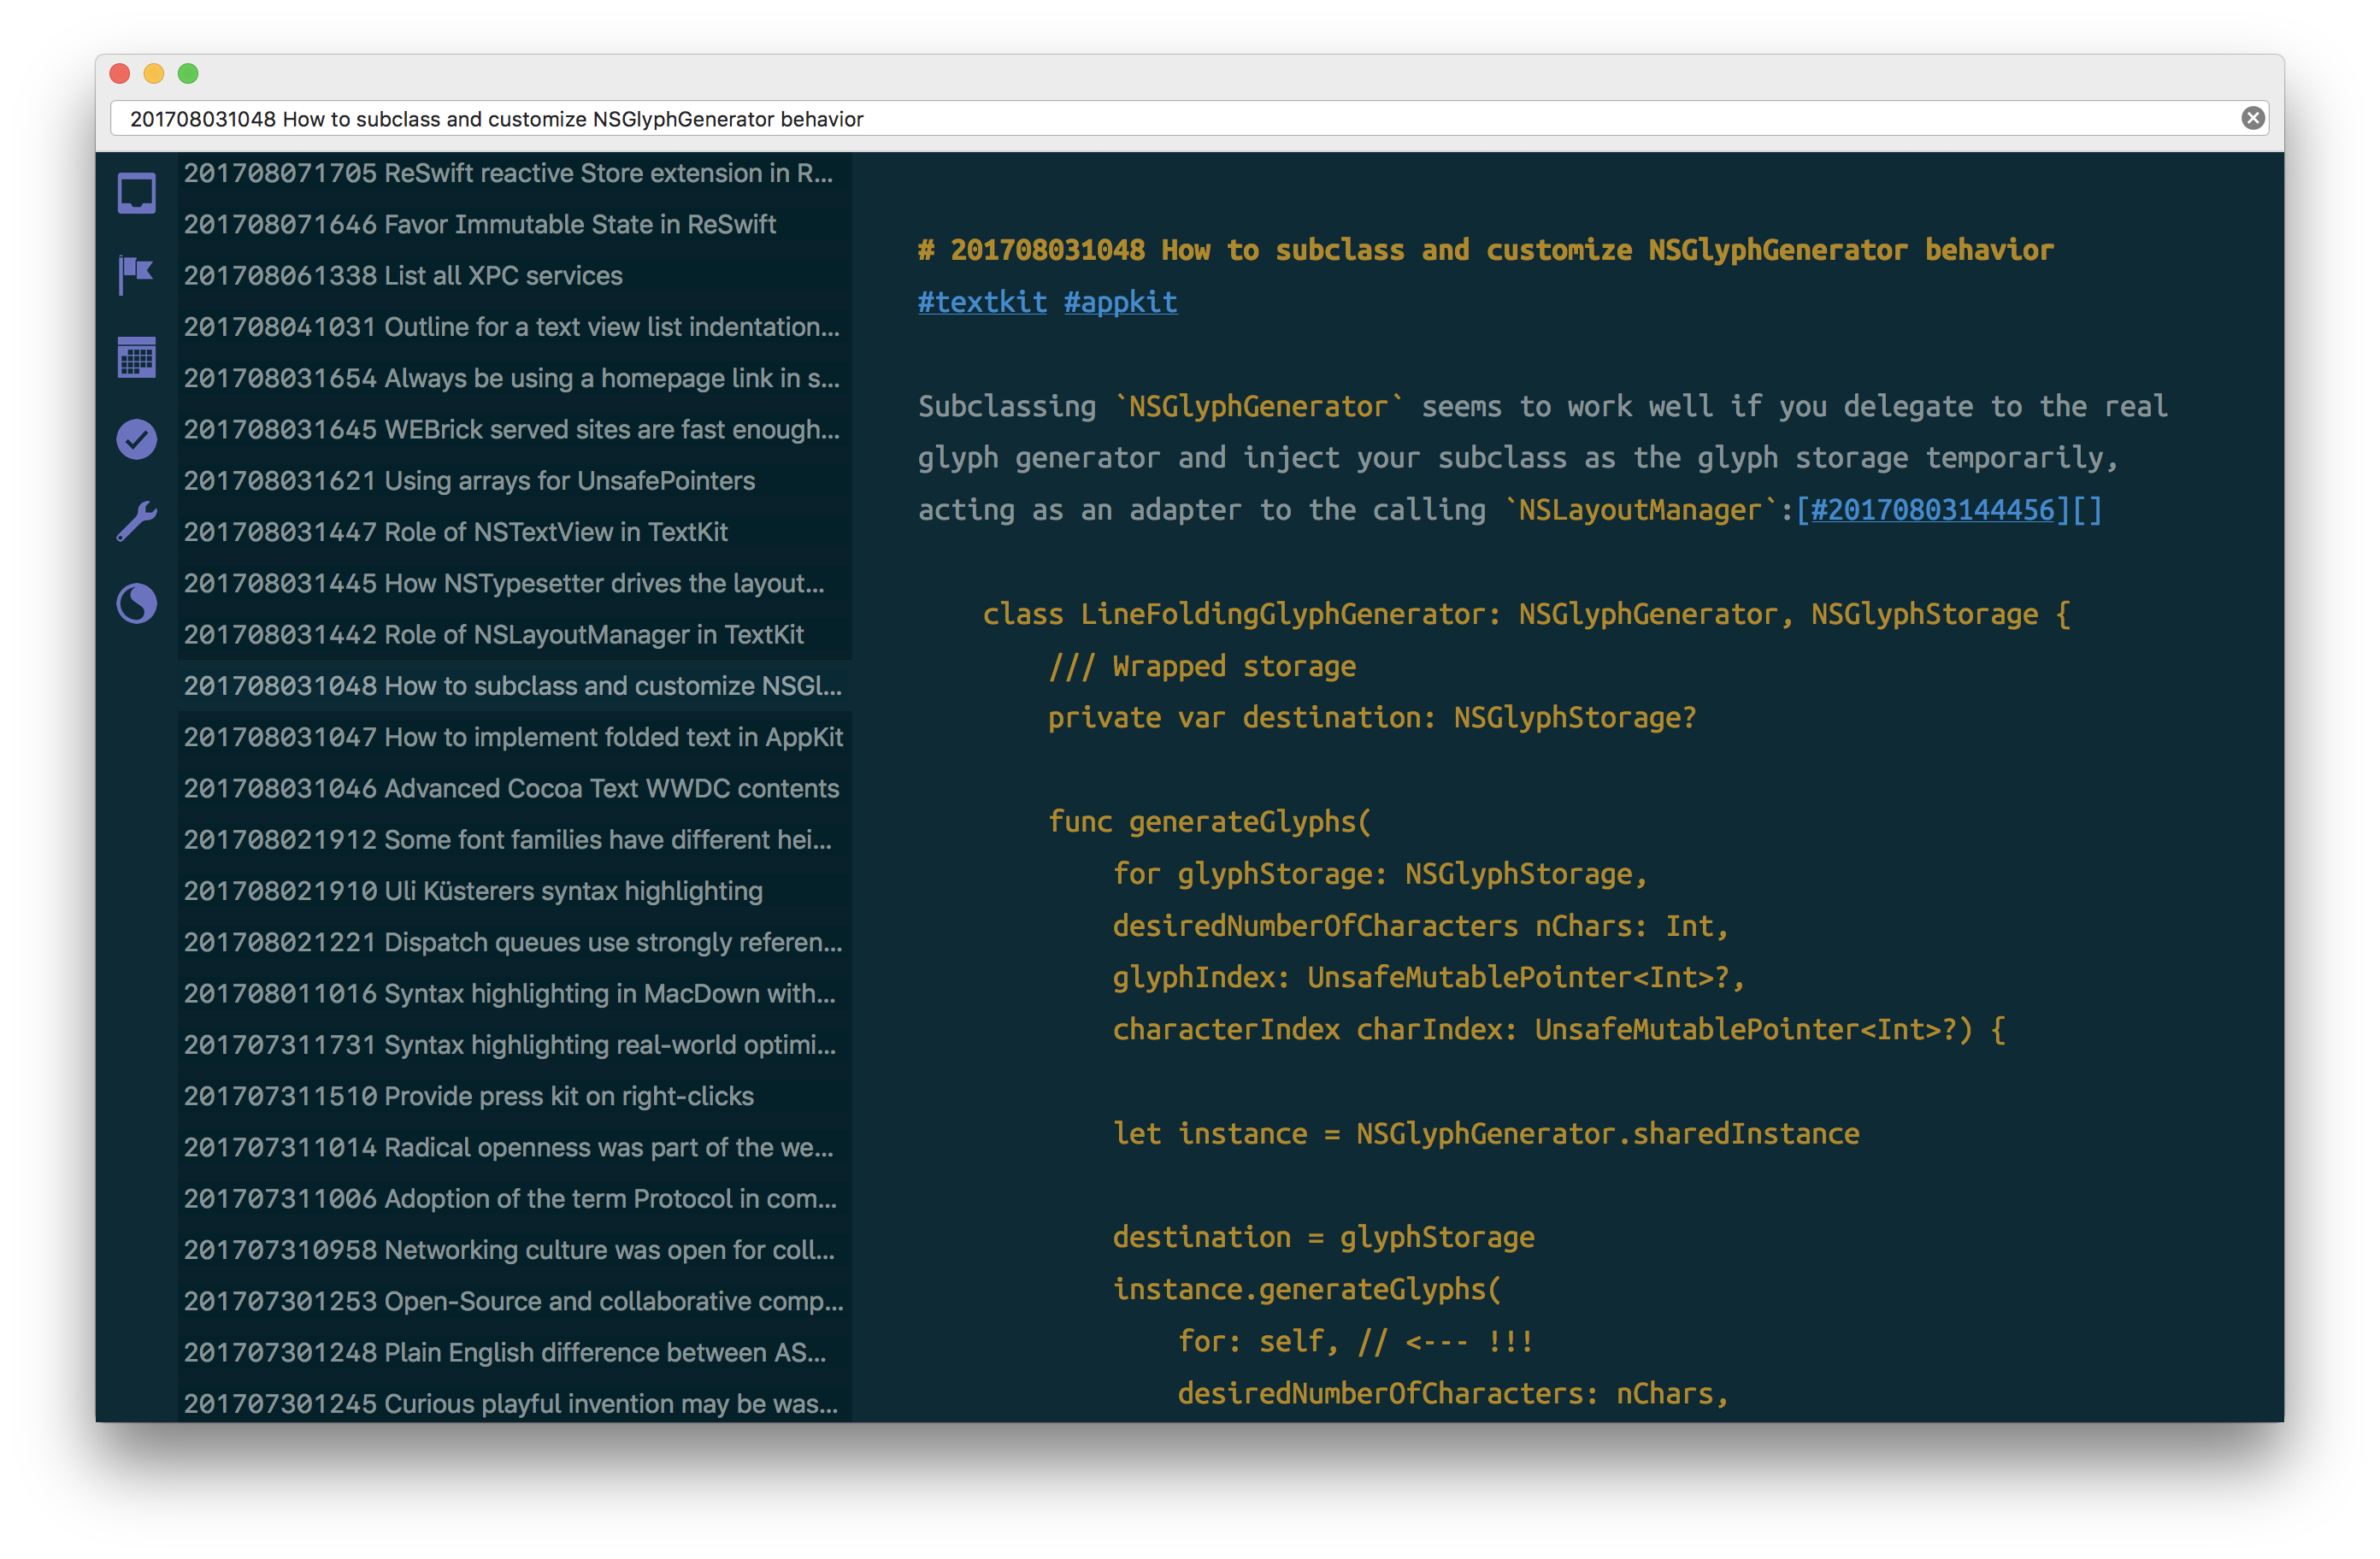 201708031048 How to subclass and customize NSGlyphGenerator behavior
201708071705 ReSwift reactive Store extension in R...
201708071646 Favor Immutable State in ReSwift
201708061338 List all XPC services
201708041031 Outline for a text view list indentation...
201708031654 Always be using a homepage link in s...
201708031645 WEBrick served sites are fast enough...
201708031621 Using arrays for UnsafePointers
201708031447 Role of NSTextView in TextKit
201708031445 How NSTypesetter drives the layout...
201708031442 Role of NSLayoutManager in TextKit
201708031048 How to subclass and customize NSGl...
201708031047 How to implement folded text in AppKit
201708031046 Advanced Cocoa Text WWDC contents
201708021912 Some font families have different hei...
201708021910 Uli Küsterers syntax highlighting
201708021221 Dispatch queues use strongly referen...
201708011016 Syntax highlighting in MacDown with...
201707311731 Syntax highlighting real-world optimi...
201707311510 Provide press kit on right-clicks
201707311014 Radical openness was part of the we...
201707311006 Adoption of the term Protocol in com...
201707310958 Networking culture was open for coll...
201707301253 Open-Source and collaborative comp...
201707301248 Plain English difference between AS...
201707301245 Curious playful invention may be was...
# 201708031048 How to subclass and customize NSGlyphGenerator behavior
#textkit #appkit
Subclassing `NSGlyphGenerator` seems to work well if you delegate to the real
glyph generator and inject your subclass as the glyph storage temporarily,
acting as an adapter to the calling `NSLayoutManager`:[#20170803144456][]
class LineFoldingGlyphGenerator: NSGlyphGenerator, NSGlyphStorage {
/// Wrapped storage
private var destination: NSGlyphStorage?
func generateGlyphs(
for glyphStorage: NSGlyphStorage,
desiredNumberOfCharacters nChars: Int,
glyphIndex: UnsafeMutablePointer<Int>?,
characterIndex charIndex: UnsafeMutablePointer<Int>?) {
let instance = NSGlyphGenerator.sharedInstance
destination = glyphStorage
instance.generateGlyphs(
for: self, // <--- !!!
desiredNumberOfCharacters: nChars,